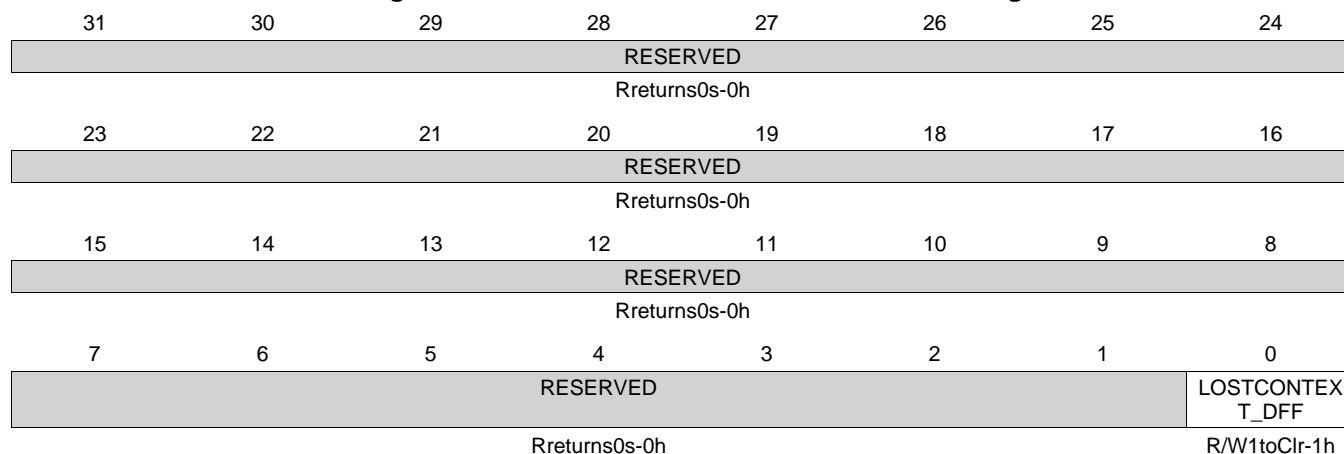 31 30 29 28 27 26 25 24
RESERVED
Rreturns0s-0h
23 22 21 20 19 18 17 16
RESERVED
Rreturns0s-0h
15 14 13 12 11 10 9 8
RESERVED
Rreturns0s-0h
7 6 5 4 3 2 1 0
RESERVED LOSTCONTEX
T_DFF
Rreturns0s-0h R/W1toClr-1h